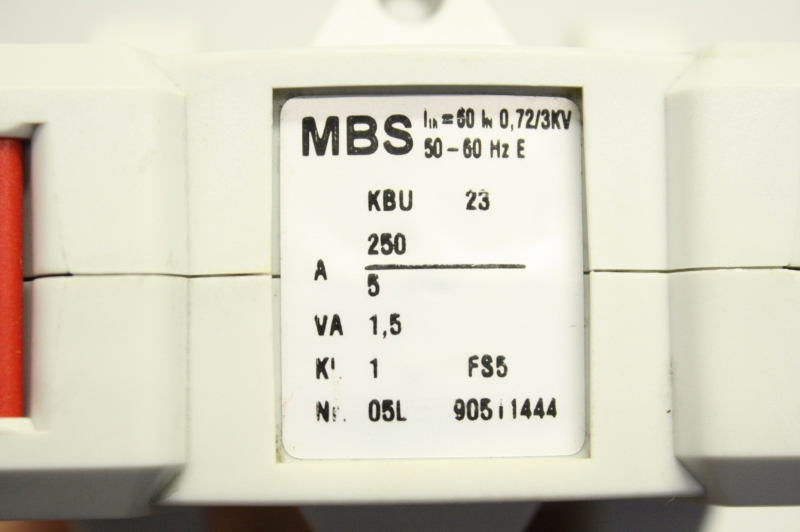 MBS Ith=60 IN 0,72/3KV
50-60 Hz E
KBU 23
A 250
5
VA 1,5
Kl. 1 FS5
Nr. 05L 90511444